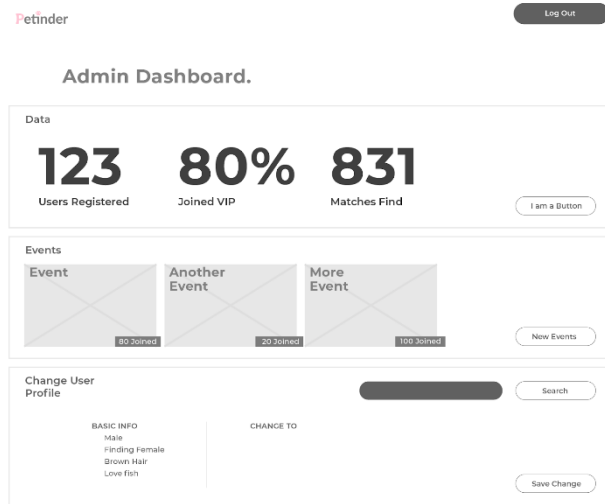 Petinder
Log Out
Admin Dashboard.
Data
123 80% 831
Users Registered Joined VIP Matches Find
I am a Button
Events
Event Another More
Event Event
80 Joined 20 Joined 100 Joined
New Events
Change User
Profile
Search
BASIC INFO CHANGE TO
Male
Finding Female
Brown Hair
Love fish
Save Change